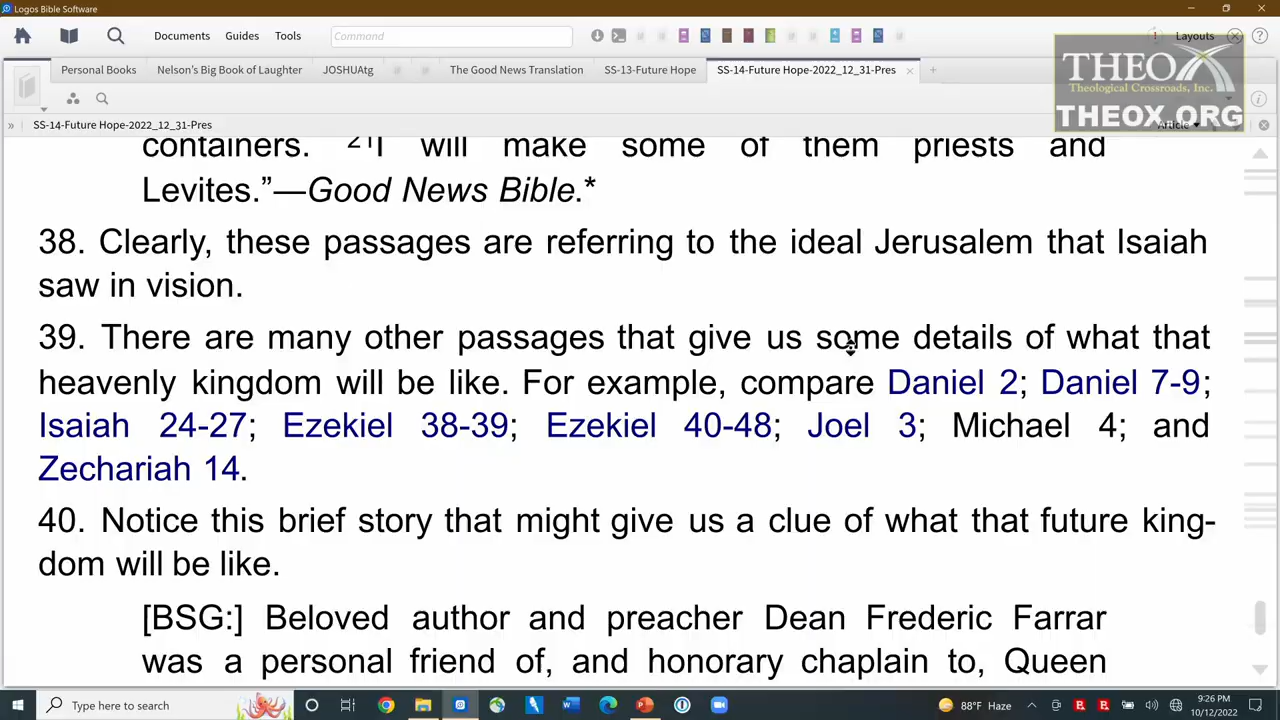 Logos Bible Software
Documents Guides Tools Command Layouts
Personal Books Nelson's Big Book of Laughter JOSHUAtg The Good News Translation SS-13-Future Hope SS-14-Future Hope-2022_12_31-Pres
THEOX
Theological Crossroads, Inc.
THEOX.ORG
SS-14-Future Hope-2022_12_31-Pres Article
containers. 21I will make some of them priests and
Levites.”—Good News Bible.*
38. Clearly, these passages are referring to the ideal Jerusalem that Isaiah
saw in vision.
39. There are many other passages that give us some details of what that
heavenly kingdom will be like. For example, compare Daniel 2; Daniel 7-9;
Isaiah 24-27; Ezekiel 38-39; Ezekiel 40-48; Joel 3; Michael 4; and
Zechariah 14.
40. Notice this brief story that might give us a clue of what that future king-
dom will be like.
[BSG:] Beloved author and preacher Dean Frederic Farrar
was a personal friend of, and honorary chaplain to, Queen
Type here to search
88°F Haze
9:26 PM
10/12/2022